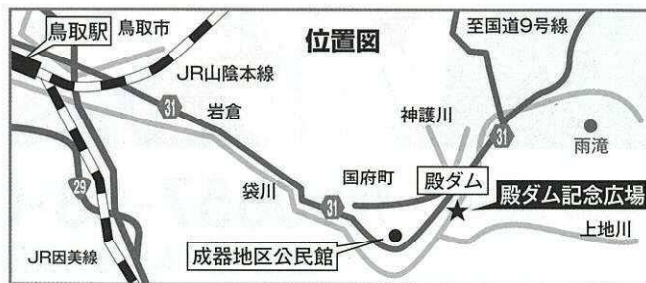 鳥取駅
鳥取市
位置図
至国道9号線
JR山陰本線
31
岩倉
神護川
31
雨滝
29
袋川
国府町
殿ダム
31
殿ダム記念広場
上地川
成器地区公民館
JR因美線